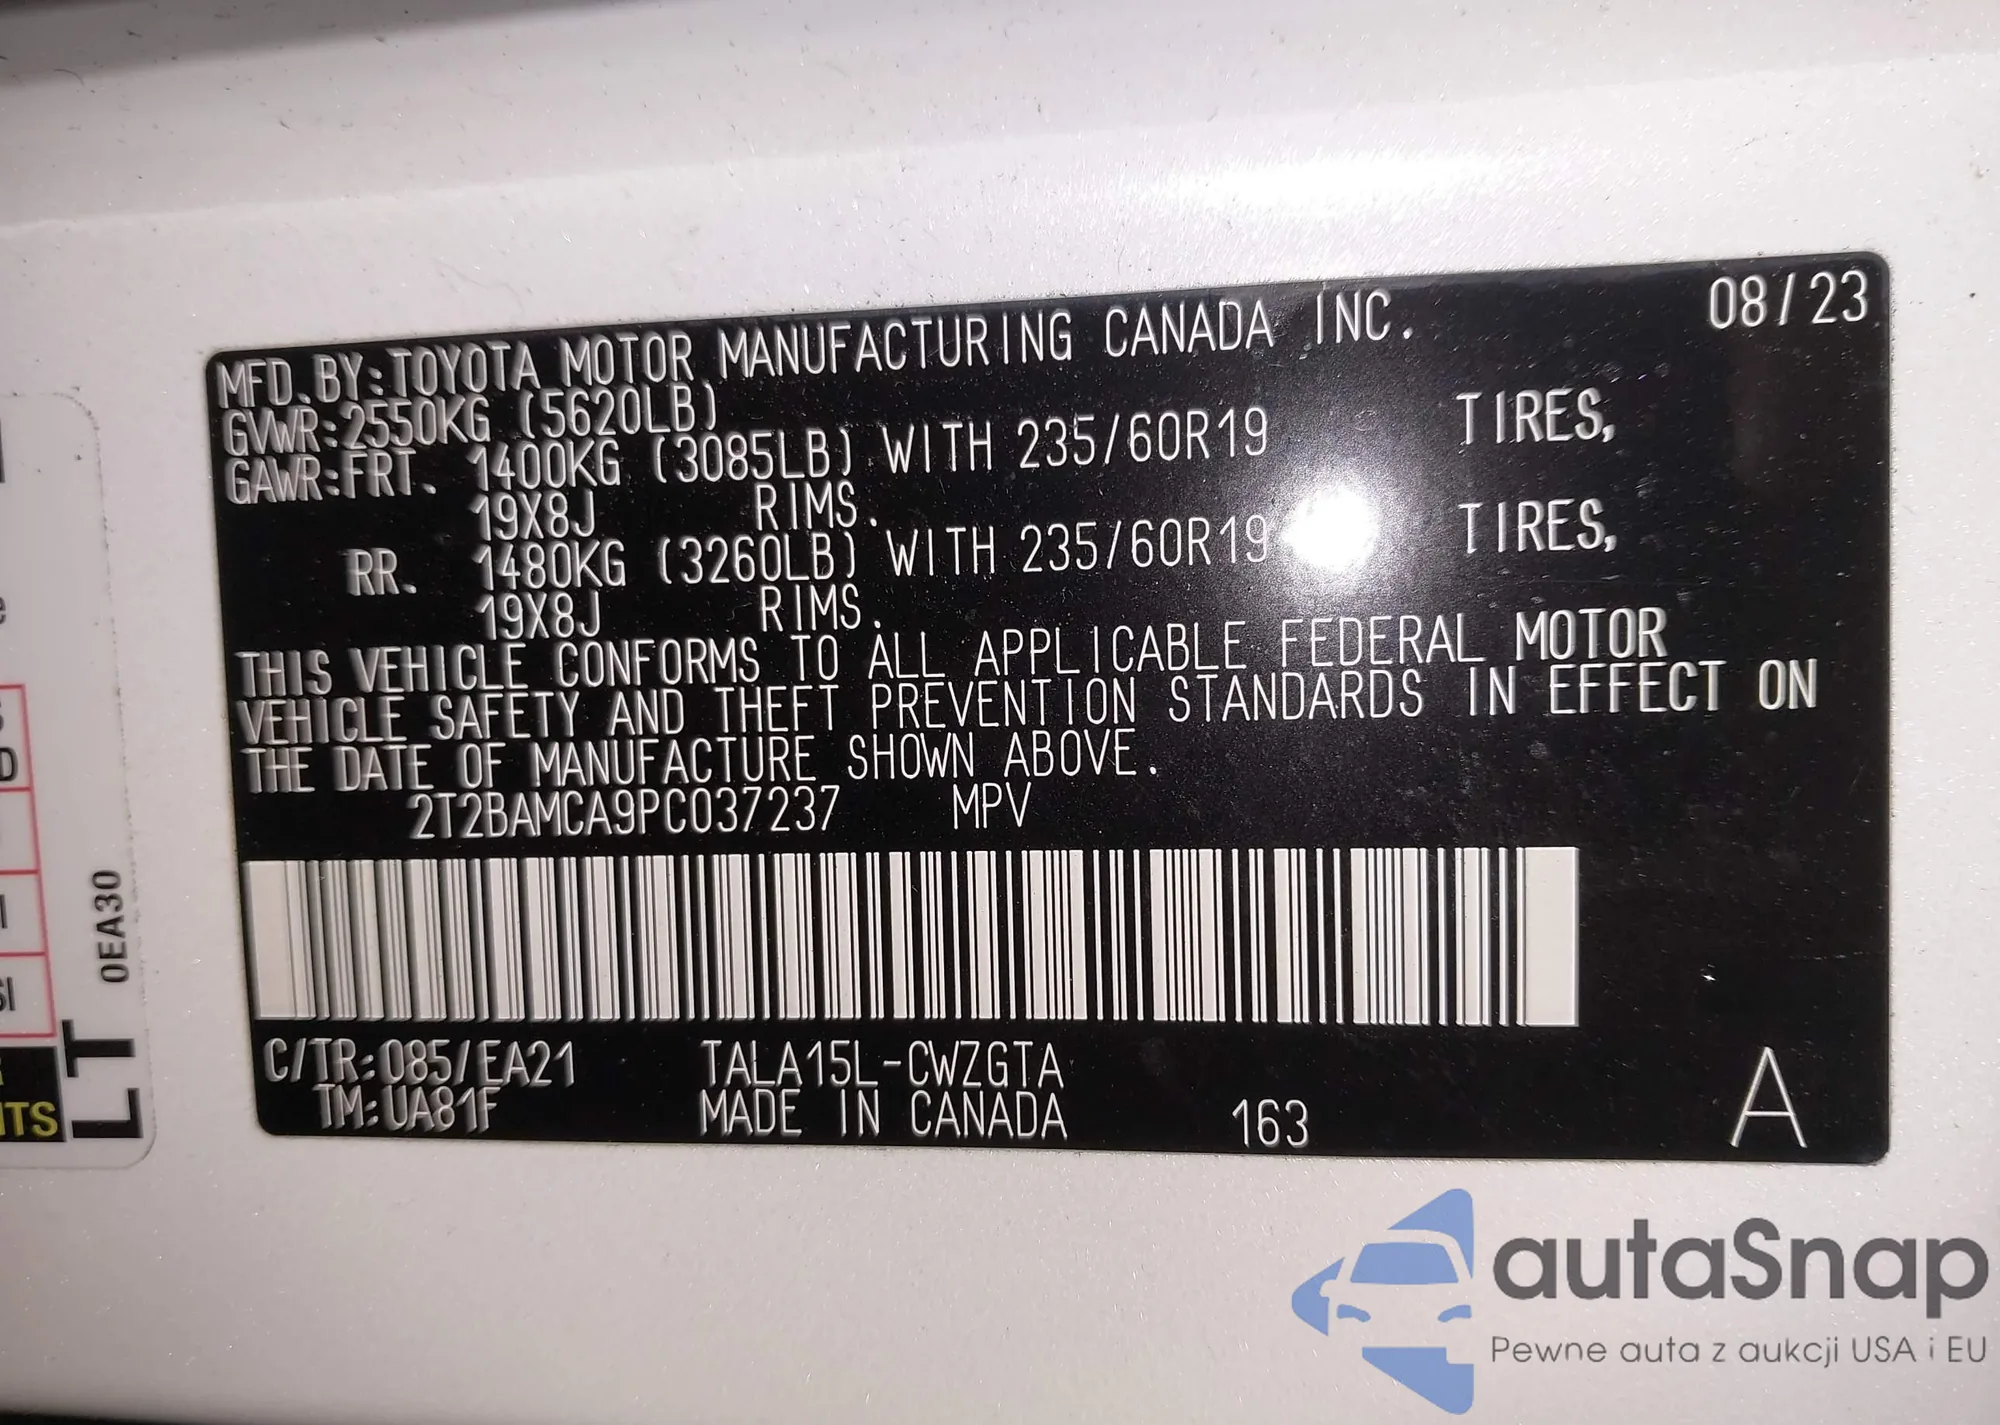 MFD. BY:TOYOTA MOTOR MANUFACTURING CANADA INC. 08/23
GVWR:2550KG (5620LB)
GAWR:FRT. 1400KG (3085LB) WITH 235/60R19 TIRES,
19X8J RIMS.
RR. 1480KG (3260LB) WITH 235/60R19 TIRES,
19X8J RIMS.
THIS VEHICLE CONFORMS TO ALL APPLICABLE FEDERAL MOTOR
VEHICLE SAFETY AND THEFT PREVENTION STANDARDS IN EFFECT ON
THE DATE OF MANUFACTURE SHOWN ABOVE.
2T2BAMCA9PC037237 MPV
C/TR:085/EA21 TALA15L-CWZGTA
TM:UA81F MADE IN CANADA 163 A
0EA30
LT
autaSnap
Pewne auta z aukcji USA i EU